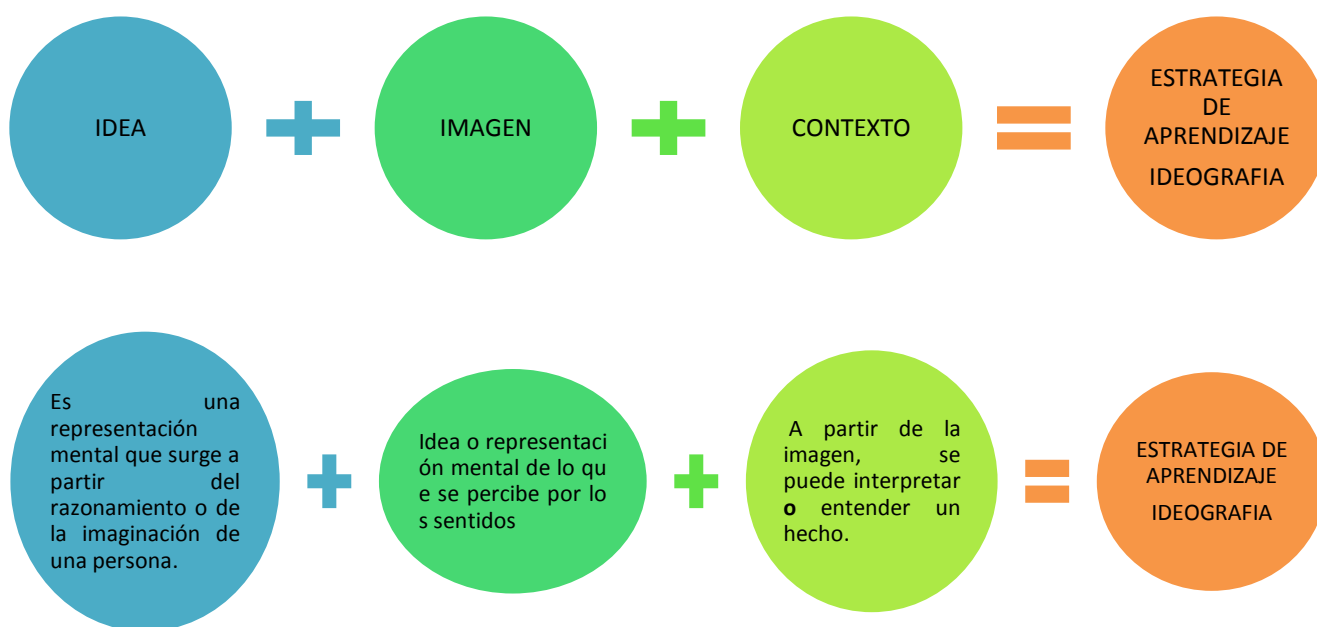 IDEA
IMAGEN
CONTEXTO
ESTRATEGIA
DE
APRENDIZAJE
IDEOGRAFIA
Es una
representación
mental que surge a
partir del
razonamiento o de
la imaginación de
una persona.
Idea o representaci
ón mental de lo qu
e se percibe por lo
s sentidos
A partir de la
imagen, se
puede interpretar
o entender un
hecho.
ESTRATEGIA DE
APRENDIZAJE
IDEOGRAFIA